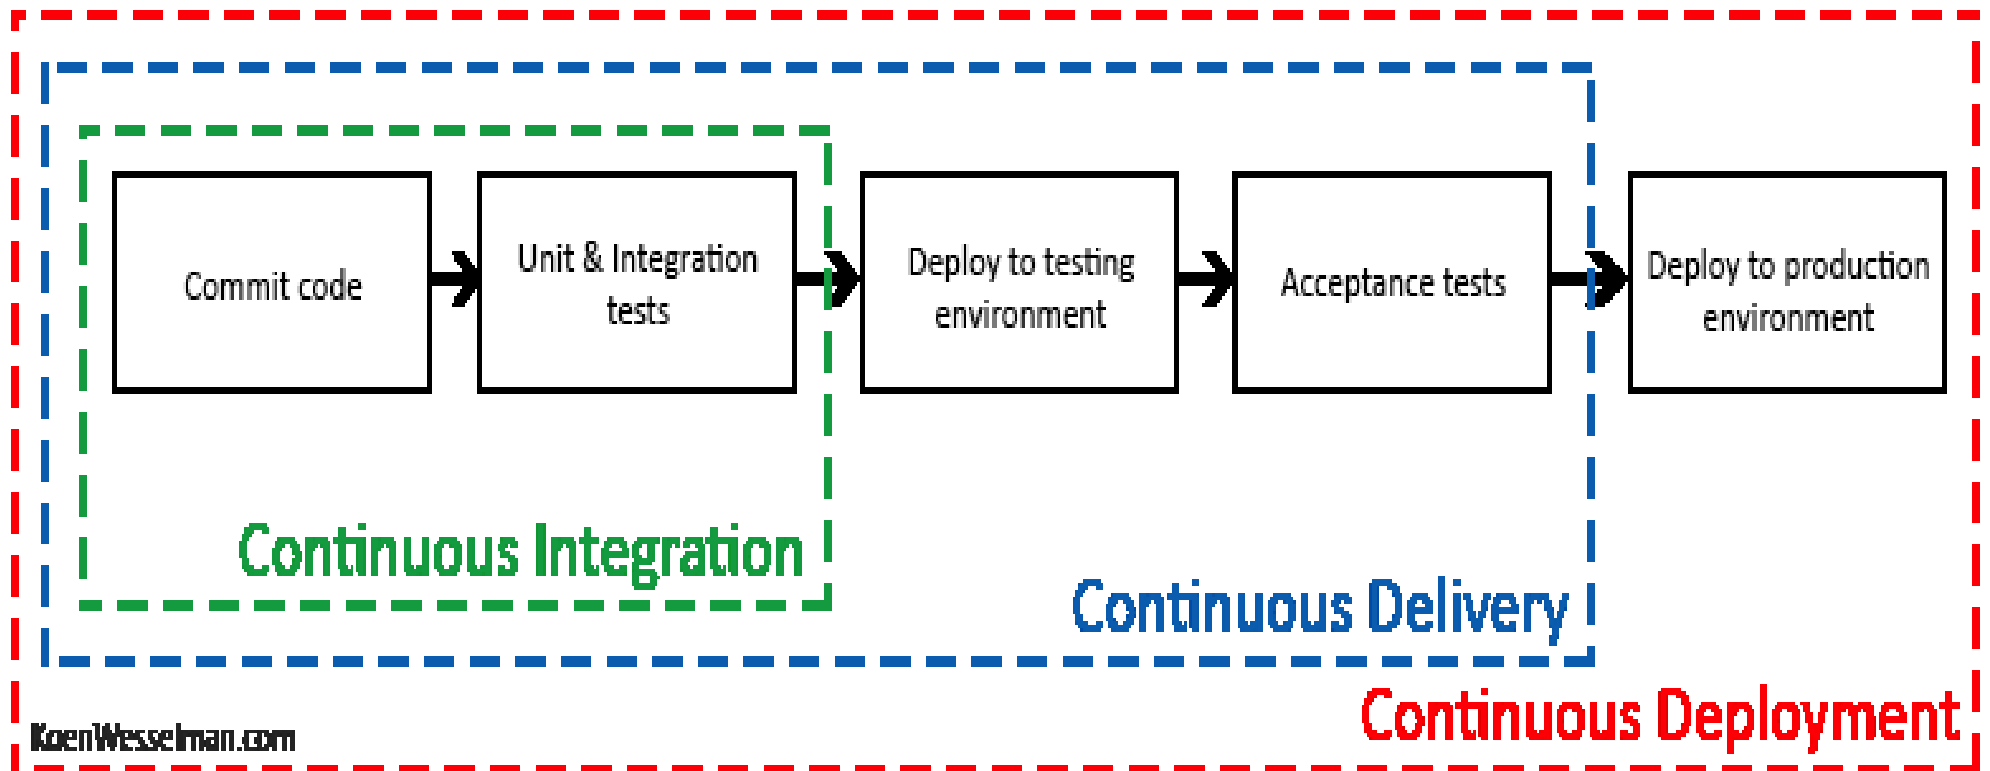 Commit code
Unit & Integration
tests
Deploy to testing
environment
Acceptance tests
Deploy to production
environment
Continuous Integration
Continuous Delivery
Continuous Deployment
KoenWesselman.com